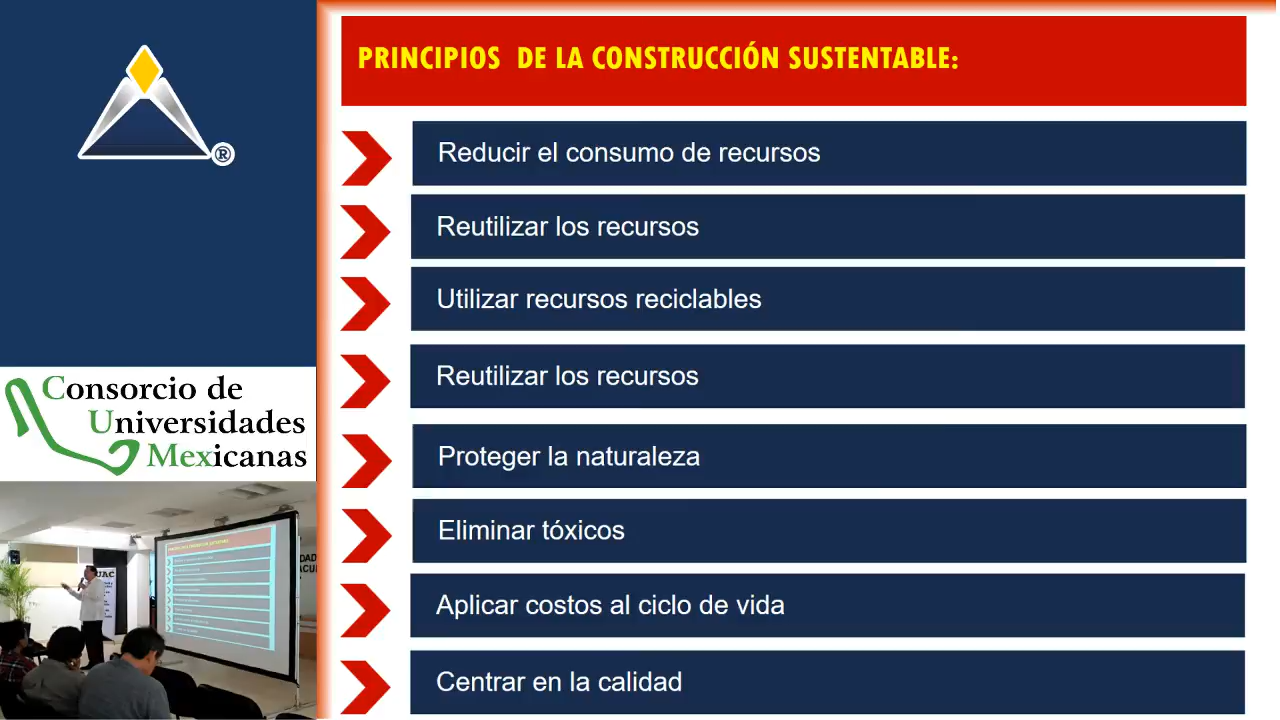 PRINCIPIOS DE LA CONSTRUCCIÓN SUSTENTABLE:
Reducir el consumo de recursos
Reutilizar los recursos
Utilizar recursos reciclables
Reutilizar los recursos
Proteger la naturaleza
Eliminar tóxicos
Aplicar costos al ciclo de vida
Centrar en la calidad
®
Consorcio de
Universidades
Mexicanas